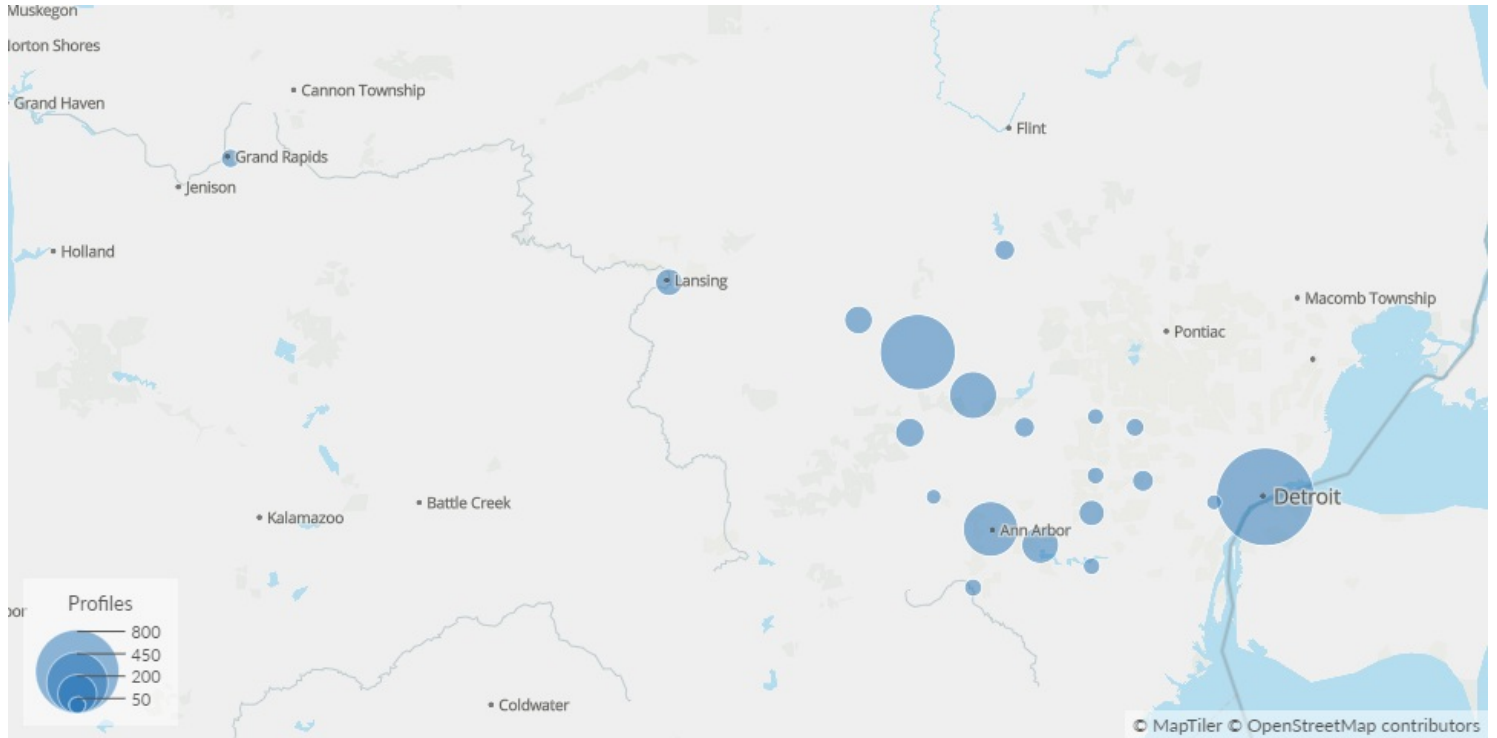 Muskegon
Norton Shores
Cannon Township
Grand Haven
Flint
Grand Rapids
Jenison
Holland
Lansing
Macomb Township
Pontiac
Detroit
Battle Creek
Kalamazoo
Ann Arbor
Profiles
800
450
200
50
Coldwater
© MapTiler © OpenStreetMap contributors